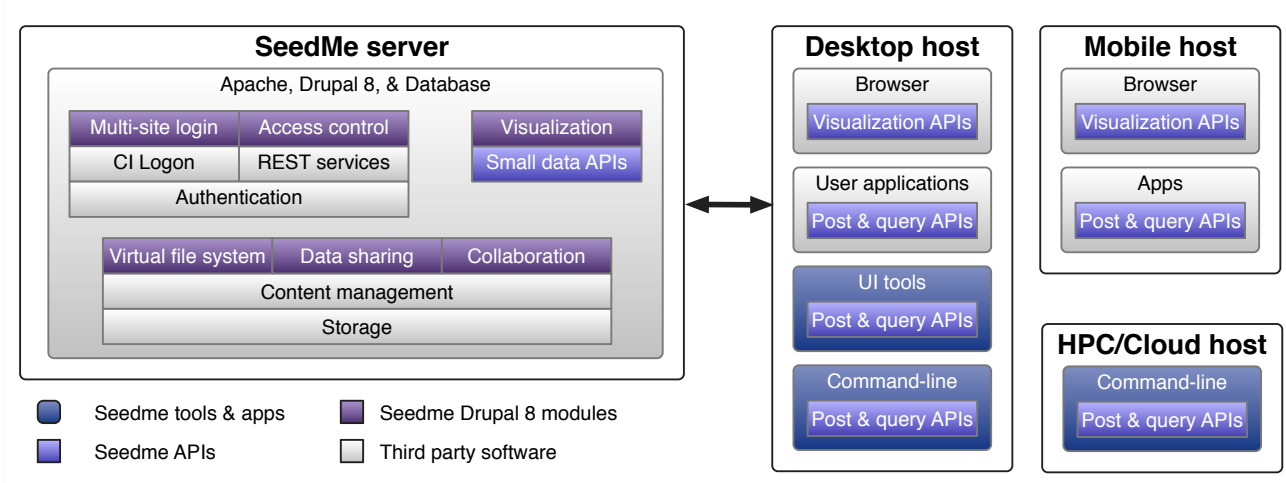 SeedMe server
Apache, Drupal 8, & Database
Multi-site login
Access control
Visualization
CI Logon
REST services
Small data APIs
Authentication
Virtual file system
Data sharing
Collaboration
Content management
Storage
Desktop host
Browser
Visualization APIs
User applications
Post & query APIs
UI tools
Post & query APIs
Command-line
Post & query APIs
Mobile host
Browser
Visualization APIs
Apps
Post & query APIs
HPC/Cloud host
Command-line
Post & query APIs
Seedme tools & apps
Seedme Drupal 8 modules
Seedme APIs
Third party software